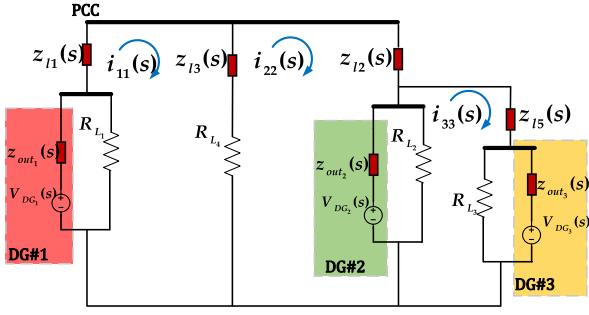 PCC
z_{l1}(s)
i_{11}(s)
z_{l3}(s)
i_{22}(s)
z_{l2}(s)
i_{33}(s)
z_{l5}(s)
R_{L_1}
z_{out_1}(s)
V_{DG_1}(s)
DG#1
R_{L_4}
R_{L_2}
z_{out_2}(s)
V_{DG_2}(s)
DG#2
R_{L_3}
z_{out_3}(s)
V_{DG_3}(s)
DG#3